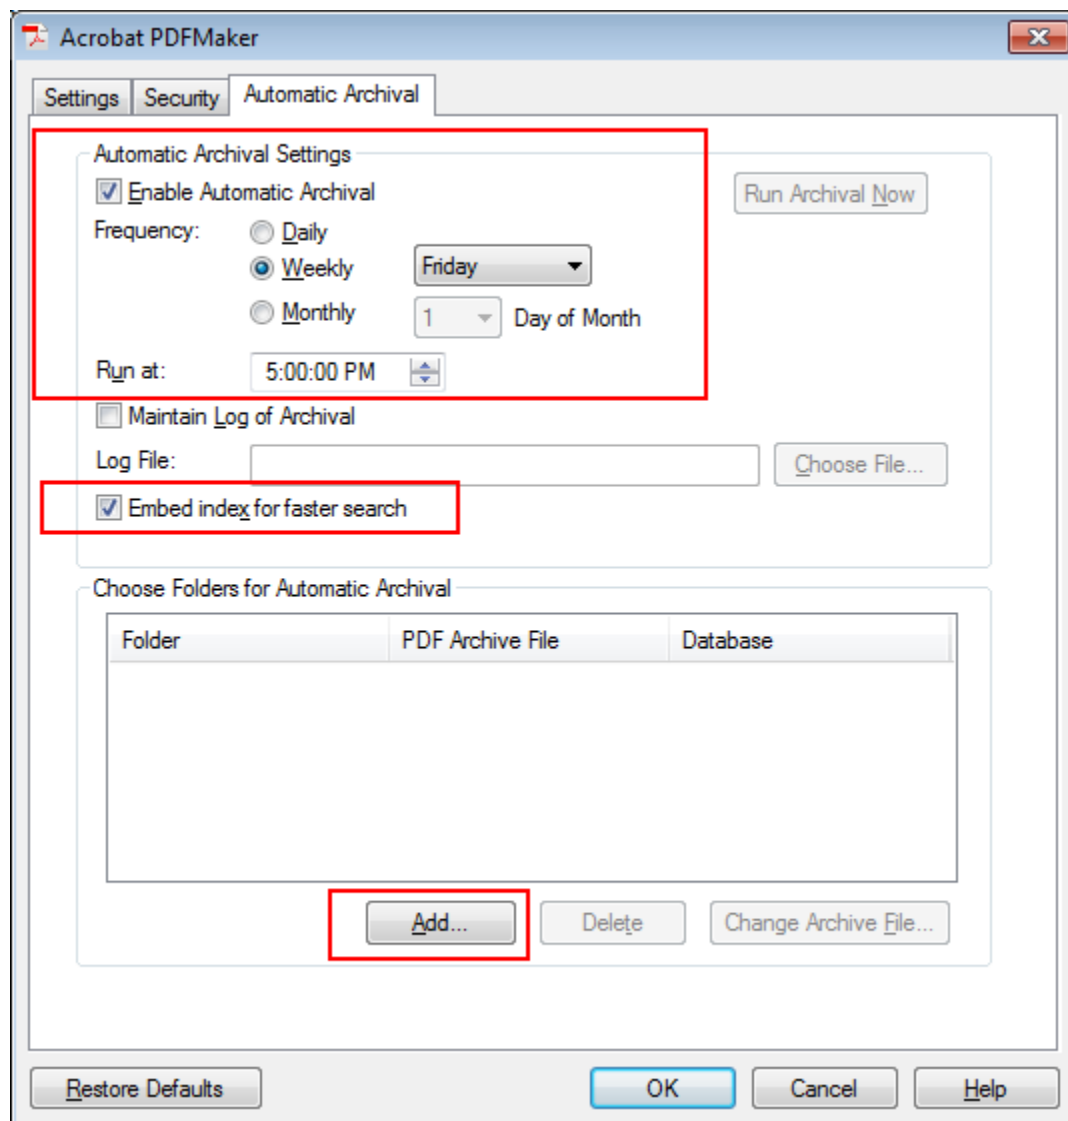 Acrobat PDFMaker
Settings Security Automatic Archival
Automatic Archival Settings
Enable Automatic Archival Run Archival Now
Frequency: Daily
Weekly Friday
Monthly 1 Day of Month
Run at: 5:00:00 PM
Maintain Log of Archival
Log File: Choose File...
Embed index for faster search
Choose Folders for Automatic Archival
Folder PDF Archive File Database
Add... Delete Change Archive File...
Restore Defaults OK Cancel Help